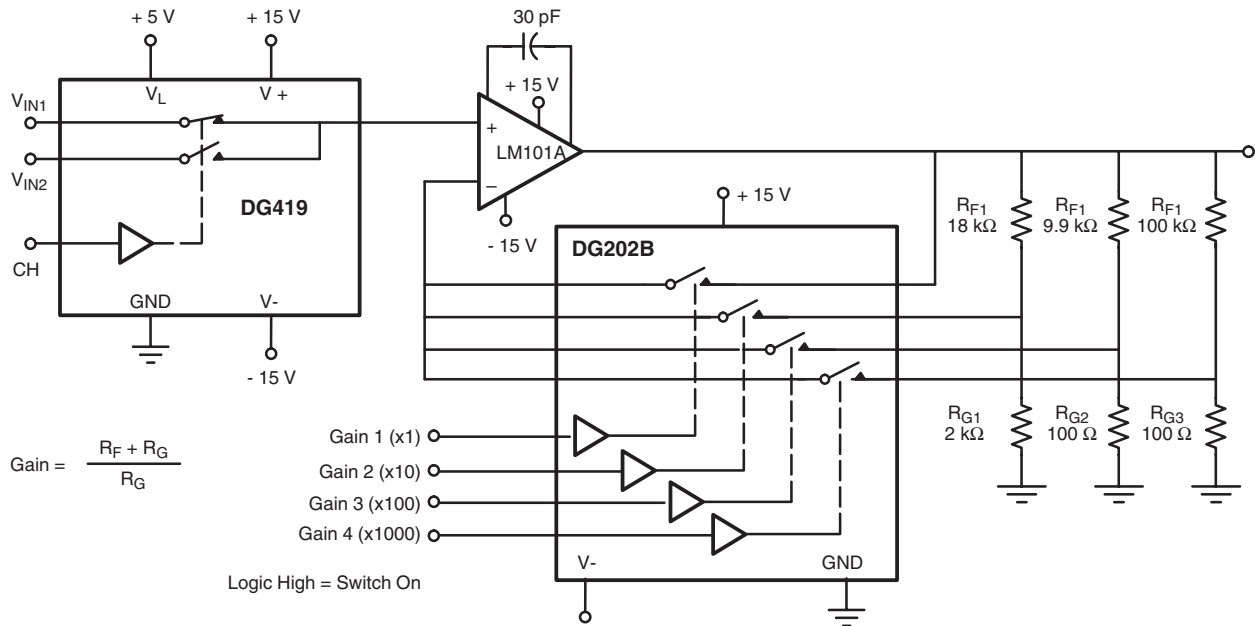 + 5 V
+ 15 V
30 pF
V_L
V +
V_IN1
V_IN2
DG419
CH
GND
V-
- 15 V
+ 15 V
+
LM101A
–
- 15 V
+ 15 V
DG202B
R_F1
18 kΩ
R_F1
9.9 kΩ
R_F1
100 kΩ
R_G1
2 kΩ
R_G2
100 Ω
R_G3
100 Ω
Gain = R_F + R_G
R_G
Gain 1 (x1)
Gain 2 (x10)
Gain 3 (x100)
Gain 4 (x1000)
V-
GND
Logic High = Switch On